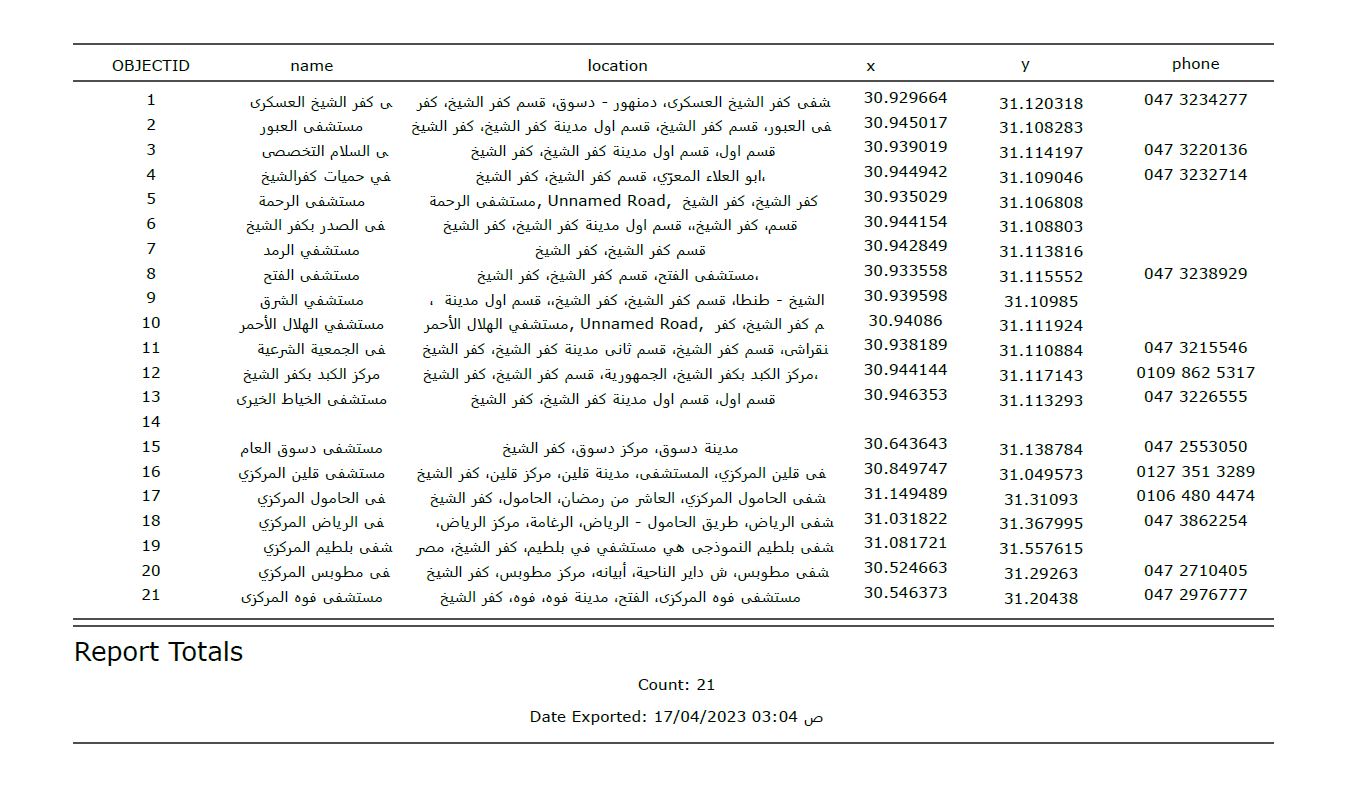 OBJECTID name location x y phone
1 ى كفر الشيخ العسكرى شفى كفر الشيخ العسكرى، دمنهور - دسوق، قسم كفر الشيخ، كفر 30.929664 31.120318 047 3234277
2 مستشفى العبور فى العبور، قسم كفر الشيخ، قسم اول مدينة كفر الشيخ، كفر الشيخ 30.945017 31.108283
3 ى السلام التخصصى قسم اول، قسم اول مدينة كفر الشيخ، كفر الشيخ 30.939019 31.114197 047 3220136
4 في حميات كفرالشيخ ،ابو العلاء المعرّي، قسم كفر الشيخ، كفر الشيخ 30.944942 31.109046 047 3232714
5 مستشفى الرحمة مستشفى الرحمة, Unnamed Road, كفر الشيخ، كفر الشيخ 30.935029 31.106808
6 فى الصدر بكفر الشيخ قسم، كفر الشيخ،، قسم اول مدينة كفر الشيخ، كفر الشيخ 30.944154 31.108803
7 مستشفي الرمد قسم كفر الشيخ، كفر الشيخ 30.942849 31.113816
8 مستشفى الفتح ،مستشفى الفتح، قسم كفر الشيخ، كفر الشيخ 30.933558 31.115552 047 3238929
9 مستشفي الشرق الشيخ - طنطا، قسم كفر الشيخ، كفر الشيخ،، قسم اول مدينة ، 30.939598 31.10985
10 مستشفي الهلال الأحمر مستشفي الهلال الأحمر, Unnamed Road, م كفر الشيخ، كفر 30.94086 31.111924
11 فى الجمعية الشرعية نقراشى، قسم كفر الشيخ، قسم ثانى مدينة كفر الشيخ، كفر الشيخ 30.938189 31.110884 047 3215546
12 مركز الكبد بكفر الشيخ ،مركز الكبد بكفر الشيخ، الجمهورية، قسم كفر الشيخ، كفر الشيخ 30.944144 31.117143 0109 862 5317
13 مستشفى الخياط الخيرى قسم اول، قسم اول مدينة كفر الشيخ، كفر الشيخ 30.946353 31.113293 047 3226555
14
15 مستشفى دسوق العام مدينة دسوق، مركز دسوق، كفر الشيخ 30.643643 31.138784 047 2553050
16 مستشفى قلين المركزي فى قلين المركزي، المستشفى، مدينة قلين، مركز قلين، كفر الشيخ 30.849747 31.049573 0127 351 3289
17 فى الحامول المركزي شفى الحامول المركزي، العاشر من رمضان، الحامول، كفر الشيخ 31.149489 31.31093 0106 480 4474
18 فى الرياض المركزي شفى الرياض، طريق الحامول - الرياض، الرغامة، مركز الرياض، 31.031822 31.367995 047 3862254
19 شفى بلطيم المركزي شفى بلطيم النموذجى هي مستشفي في بلطيم، كفر الشيخ، مصر 31.081721 31.557615
20 فى مطوبس المركزي شفى مطوبس، ش داير الناحية، أبيانه، مركز مطوبس، كفر الشيخ 30.524663 31.29263 047 2710405
21 مستشفى فوه المركزى مستشفى فوه المركزى، الفتح، مدينة فوه، فوه، كفر الشيخ 30.546373 31.20438 047 2976777
Report Totals
Count: 21
Date Exported: 17/04/2023 03:04 ص